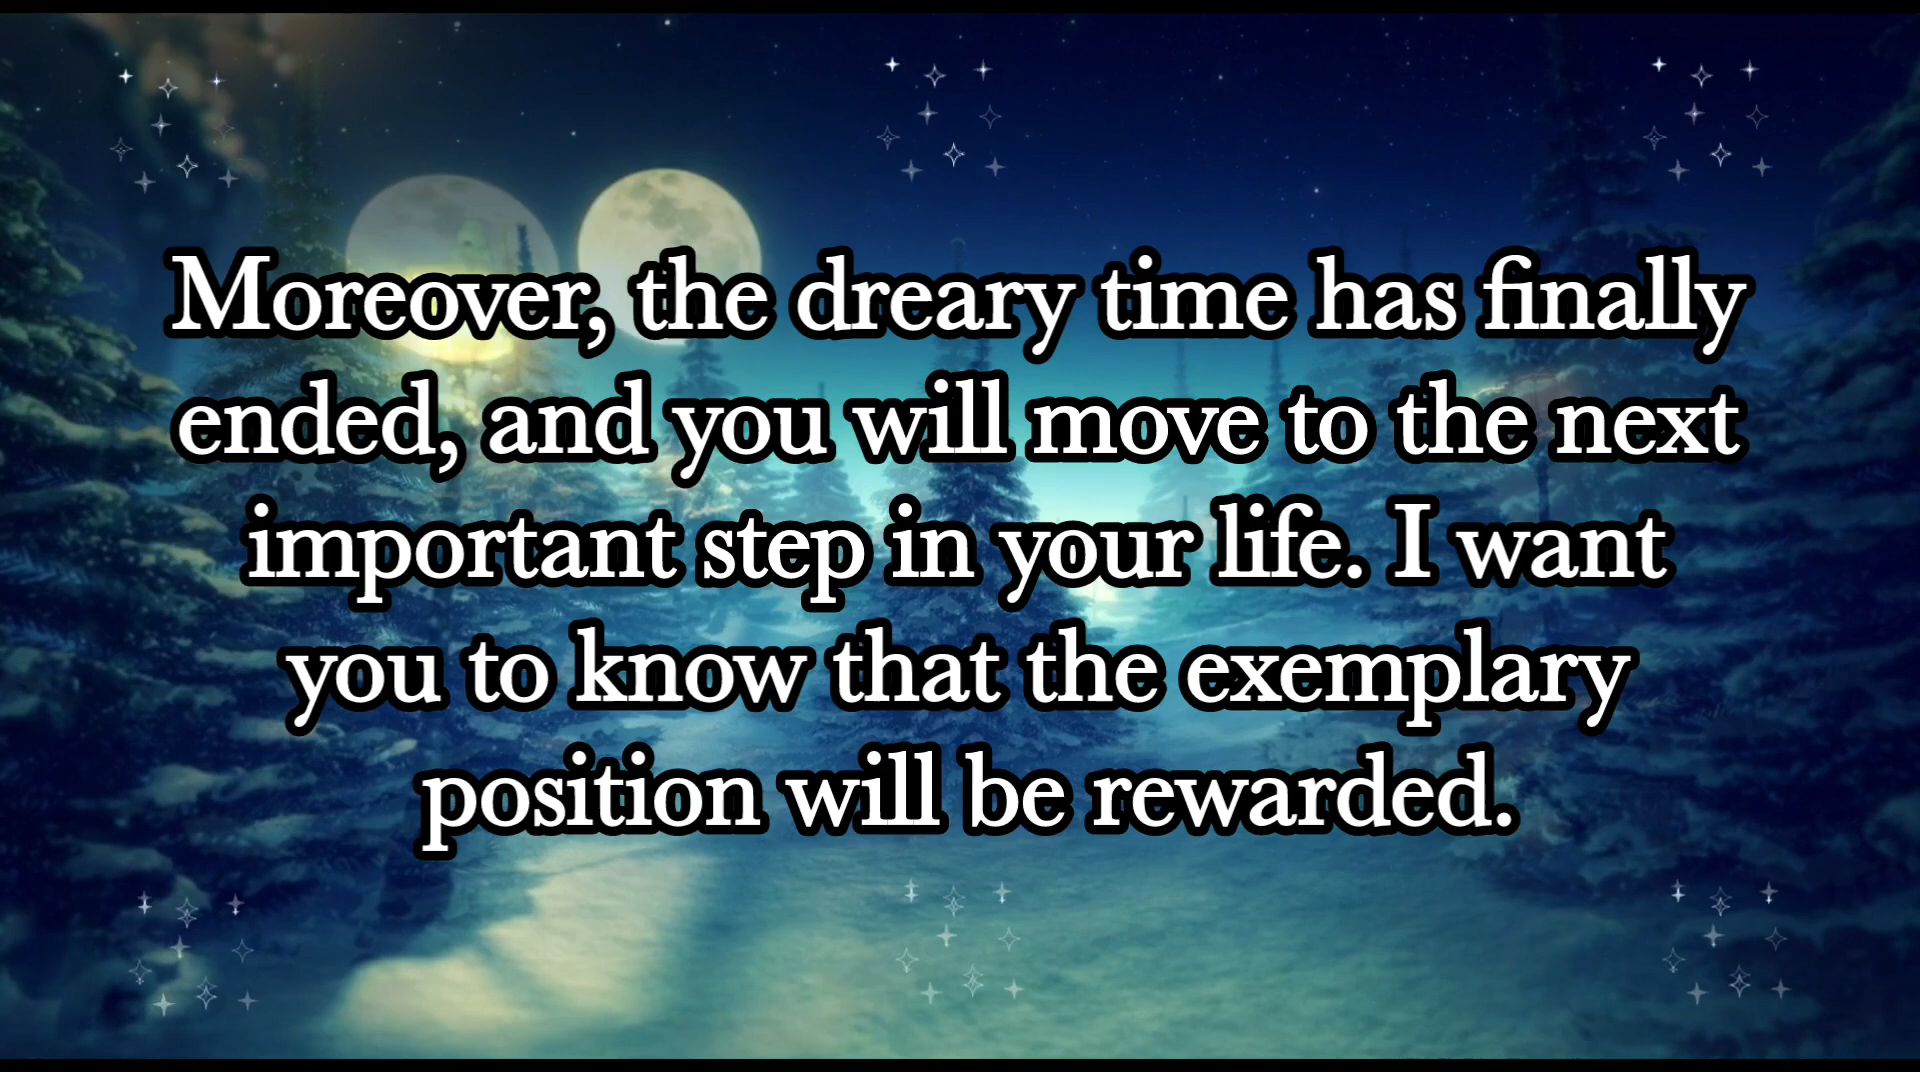 Moreover, the dreary time has finally
ended, and you will move to the next
important step in your life. I want
you to know that the exemplary
position will be rewarded.